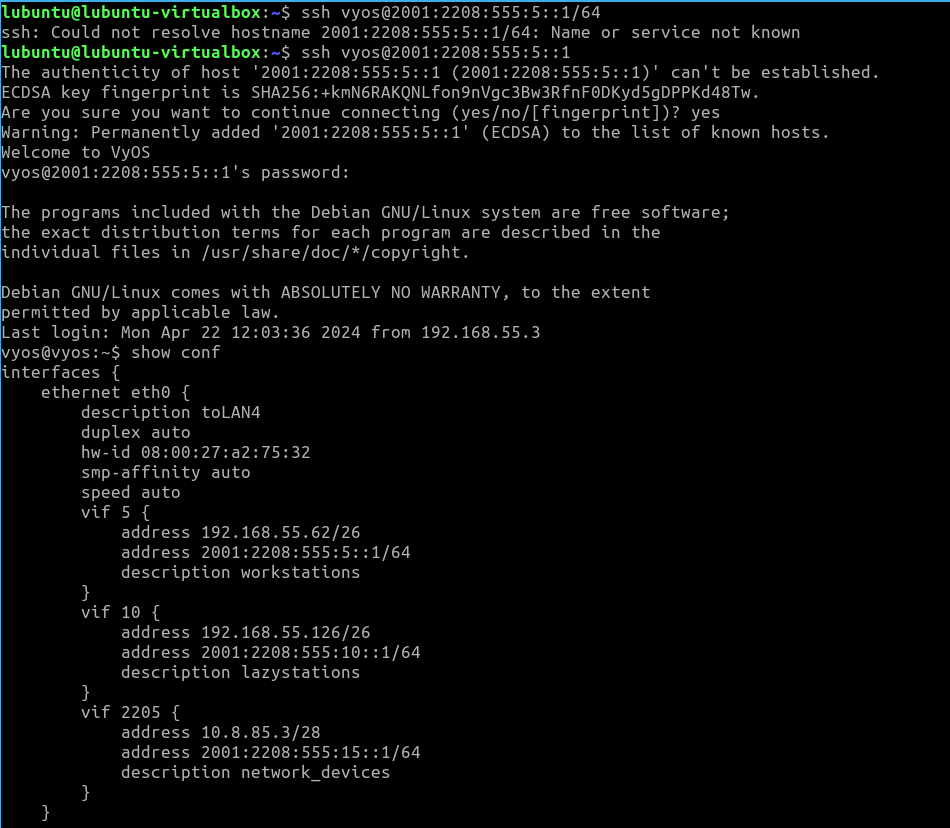 lubuntu@lubuntu-virtualbox:~$ ssh vyos@2001:2208:555:5::1/64
ssh: Could not resolve hostname 2001:2208:555:5::1/64: Name or service not known
lubuntu@lubuntu-virtualbox:~$ ssh vyos@2001:2208:555:5::1
The authenticity of host '2001:2208:555:5::1 (2001:2208:555:5::1)' can't be established.
ECDSA key fingerprint is SHA256:+kmN6RAKQNLfon9nVgc3Bw3RfnF0DKyd5gDPPKd48Tw.
Are you sure you want to continue connecting (yes/no/[fingerprint])? yes
Warning: Permanently added '2001:2208:555:5::1' (ECDSA) to the list of known hosts.
Welcome to VyOS
vyos@2001:2208:555:5::1's password:

The programs included with the Debian GNU/Linux system are free software;
the exact distribution terms for each program are described in the
individual files in /usr/share/doc/*/copyright.

Debian GNU/Linux comes with ABSOLUTELY NO WARRANTY, to the extent
permitted by applicable law.
Last login: Mon Apr 22 12:03:36 2024 from 192.168.55.3
vyos@vyos:~$ show conf
interfaces {
    ethernet eth0 {
        description toLAN4
        duplex auto
        hw-id 08:00:27:a2:75:32
        smp-affinity auto
        speed auto
        vif 5 {
            address 192.168.55.62/26
            address 2001:2208:555:5::1/64
            description workstations
        }
        vif 10 {
            address 192.168.55.126/26
            address 2001:2208:555:10::1/64
            description lazystations
        }
        vif 2205 {
            address 10.8.85.3/28
            address 2001:2208:555:15::1/64
            description network_devices
        }
    }